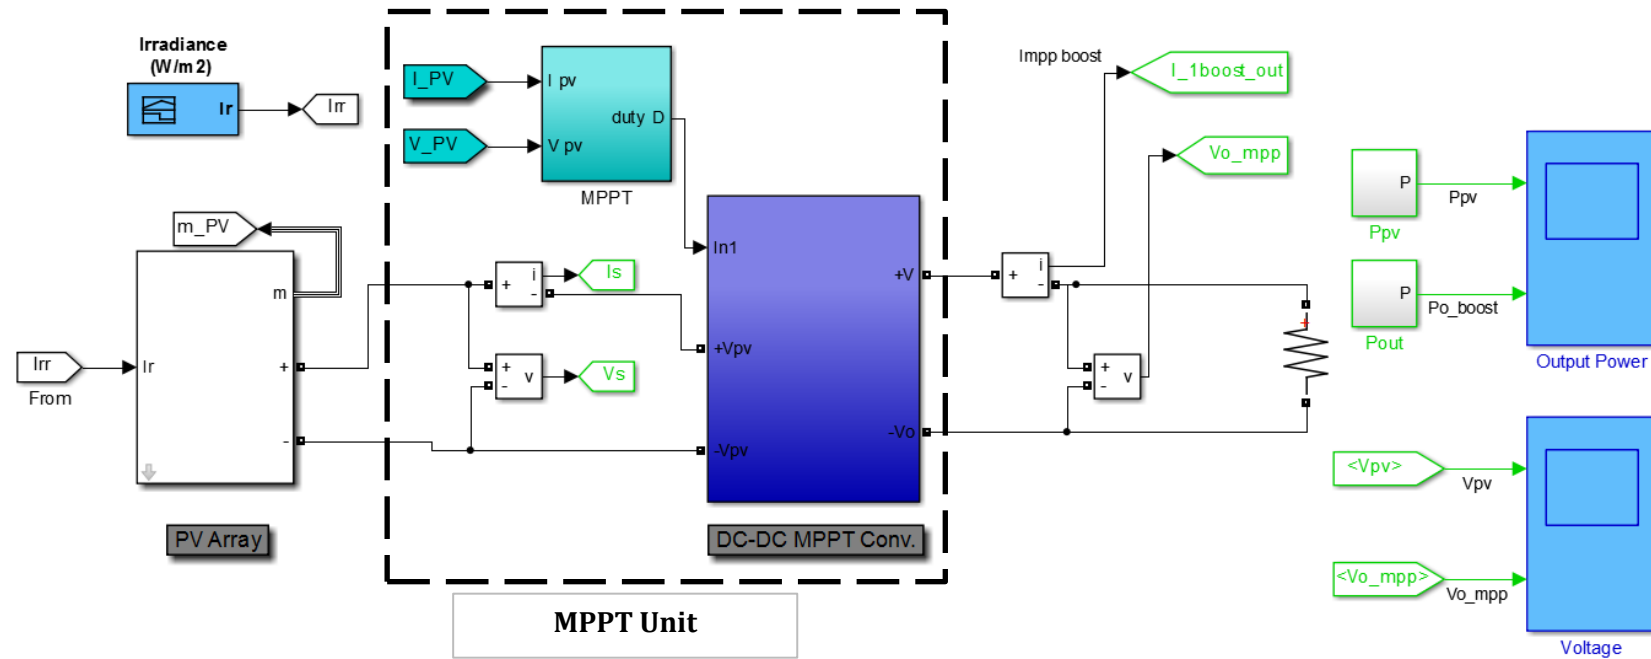 Irradiance
(W/m2)
Ir
Irr
I_PV
V_PV
I pv
V pv
duty D
MPPT
Impp boost
I_1boost_out
Vo_mpp
P
Ppv
Ppv
P
Po_boost
Pout
Output Power
m_PV
m
Irr
From
Ir
+
-
+
i
-
Is
+
-
v
Vs
In1
+Vpv
-Vpv
+V
-Vo
+
i
-
+
-
v
+
<Vpv>
Vpv
<Vo_mpp>
Vo_mpp
Voltage
PV Array
DC-DC MPPT Conv.
MPPT Unit